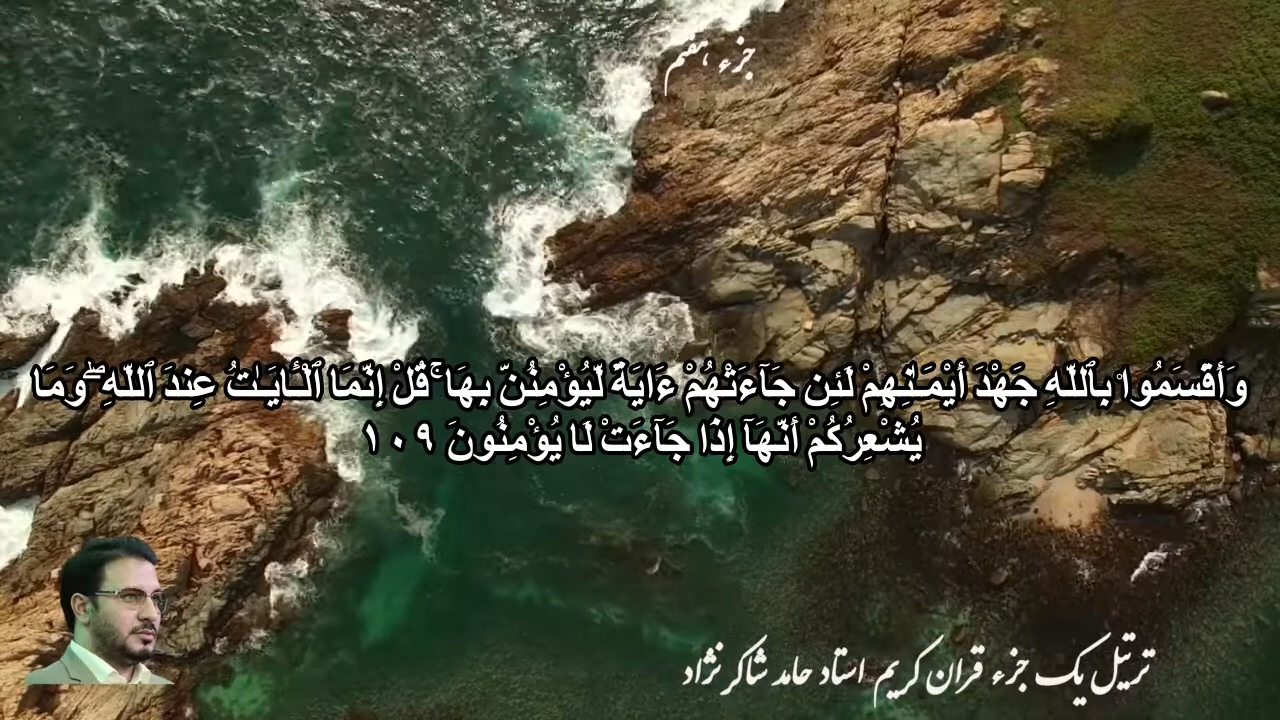 جزء هفتم
وَأَقْسَمُوا۟ بِٱللَّهِ جَهْدَ أَيْمَـٰنِهِمْ لَئِن جَآءَتْهُمْ ءَايَةٌ لَّيُؤْمِنُنَّ بِهَا ۚ قُلْ إِنَّمَا ٱلْـَٔايَـٰتُ عِندَ ٱللَّهِ ۖ وَمَا
يُشْعِرُكُمْ أَنَّهَآ إِذَا جَآءَتْ لَا يُؤْمِنُونَ ١٠٩
ترتیل یک جزء قران کریم استاد حامد شاکرنژاد